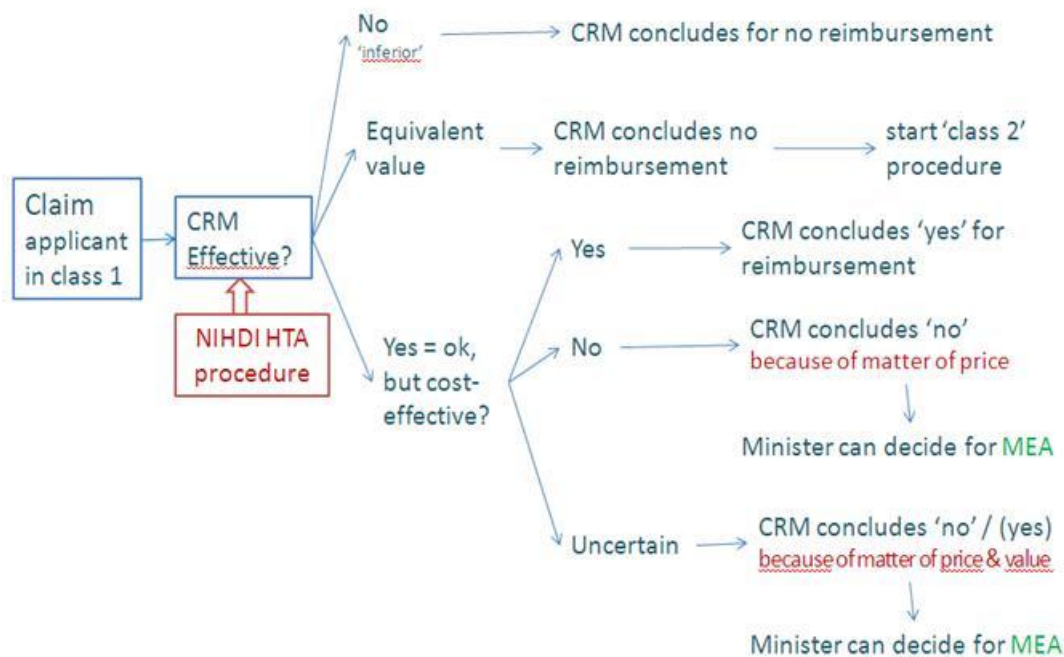 No
'inferior'
CRM concludes for no reimbursement
Equivalent
value
CRM concludes no
reimbursement
start 'class 2'
procedure
Claim
applicant
in class 1
CRM
Effective?
NIHDI HTA
procedure
Yes = ok,
but cost-
effective?
Yes
CRM concludes 'yes' for
reimbursement
No
CRM concludes 'no'
because of matter of price
Minister can decide for MEA
Uncertain
CRM concludes 'no' / (yes)
because of matter of price & value
Minister can decide for MEA